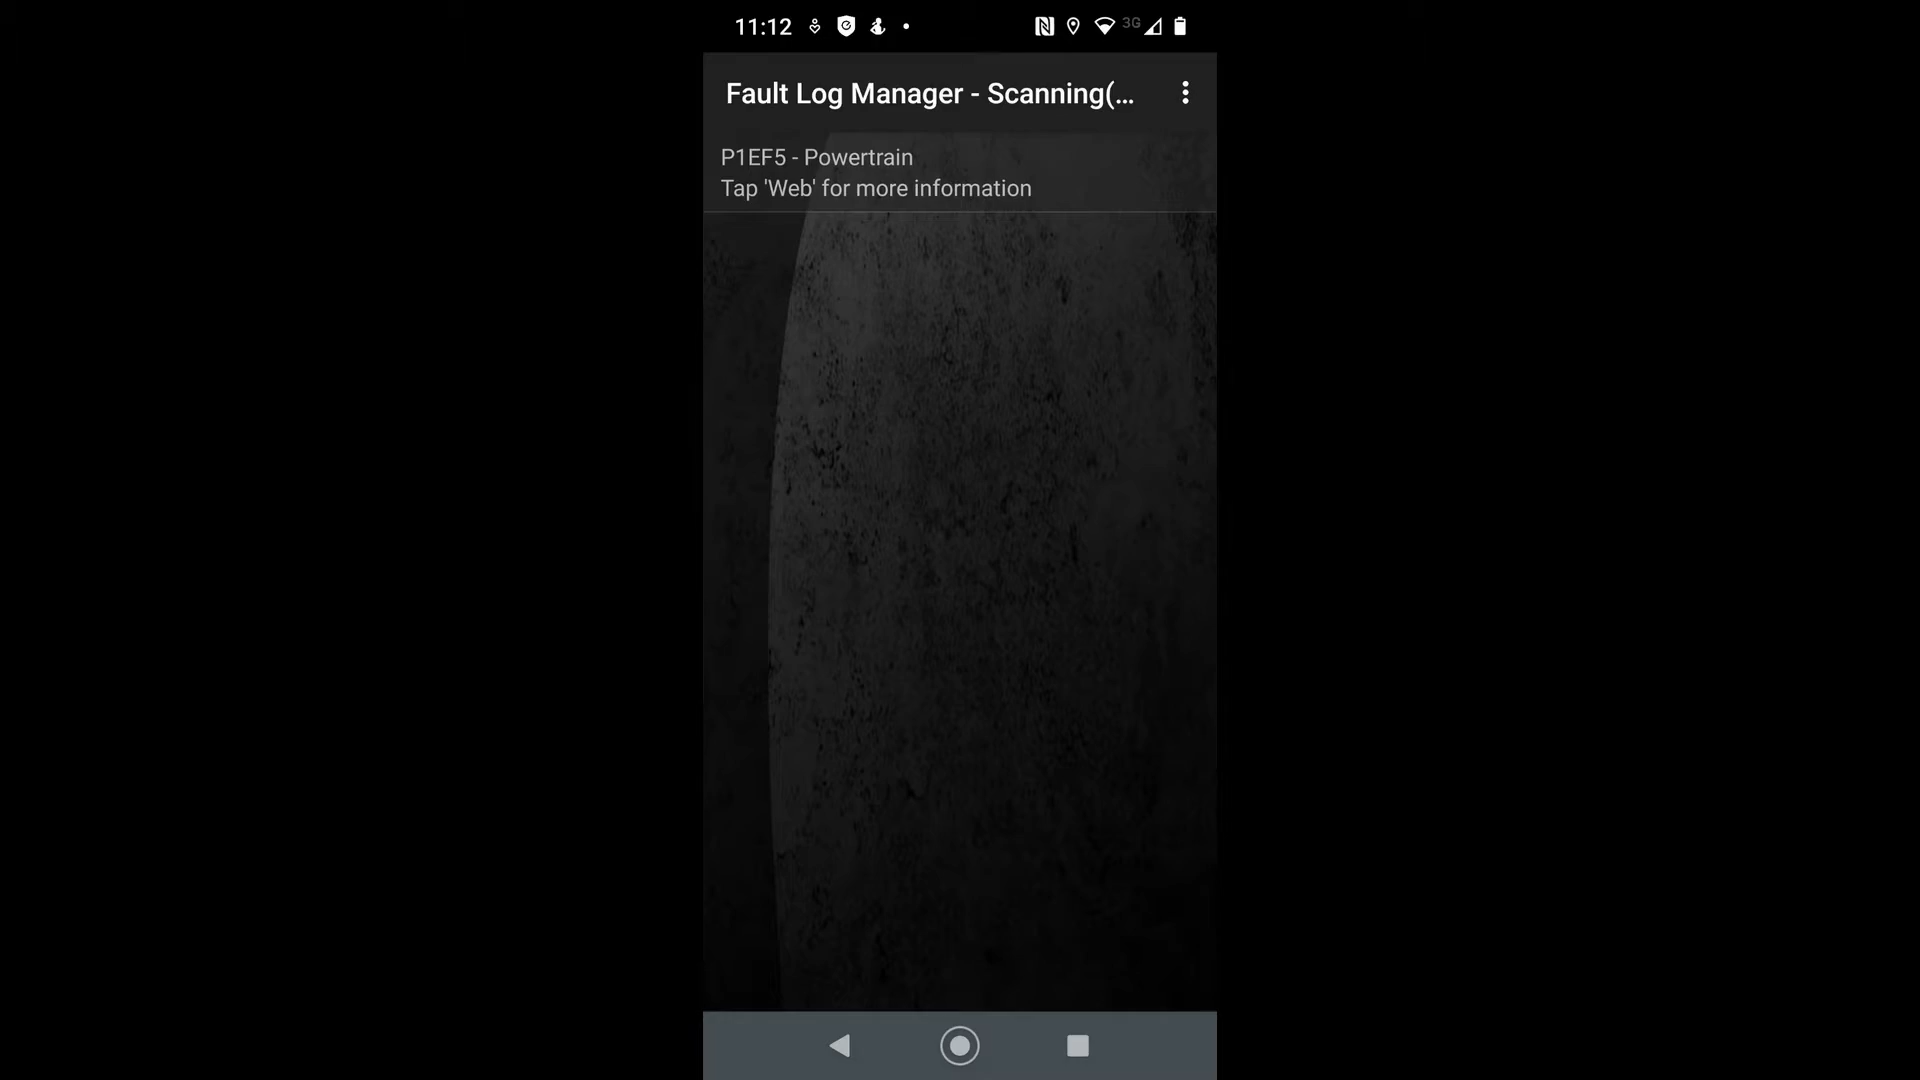 11:12
3G
Fault Log Manager - Scanning(...
P1EF5 - Powertrain
Tap 'Web' for more information